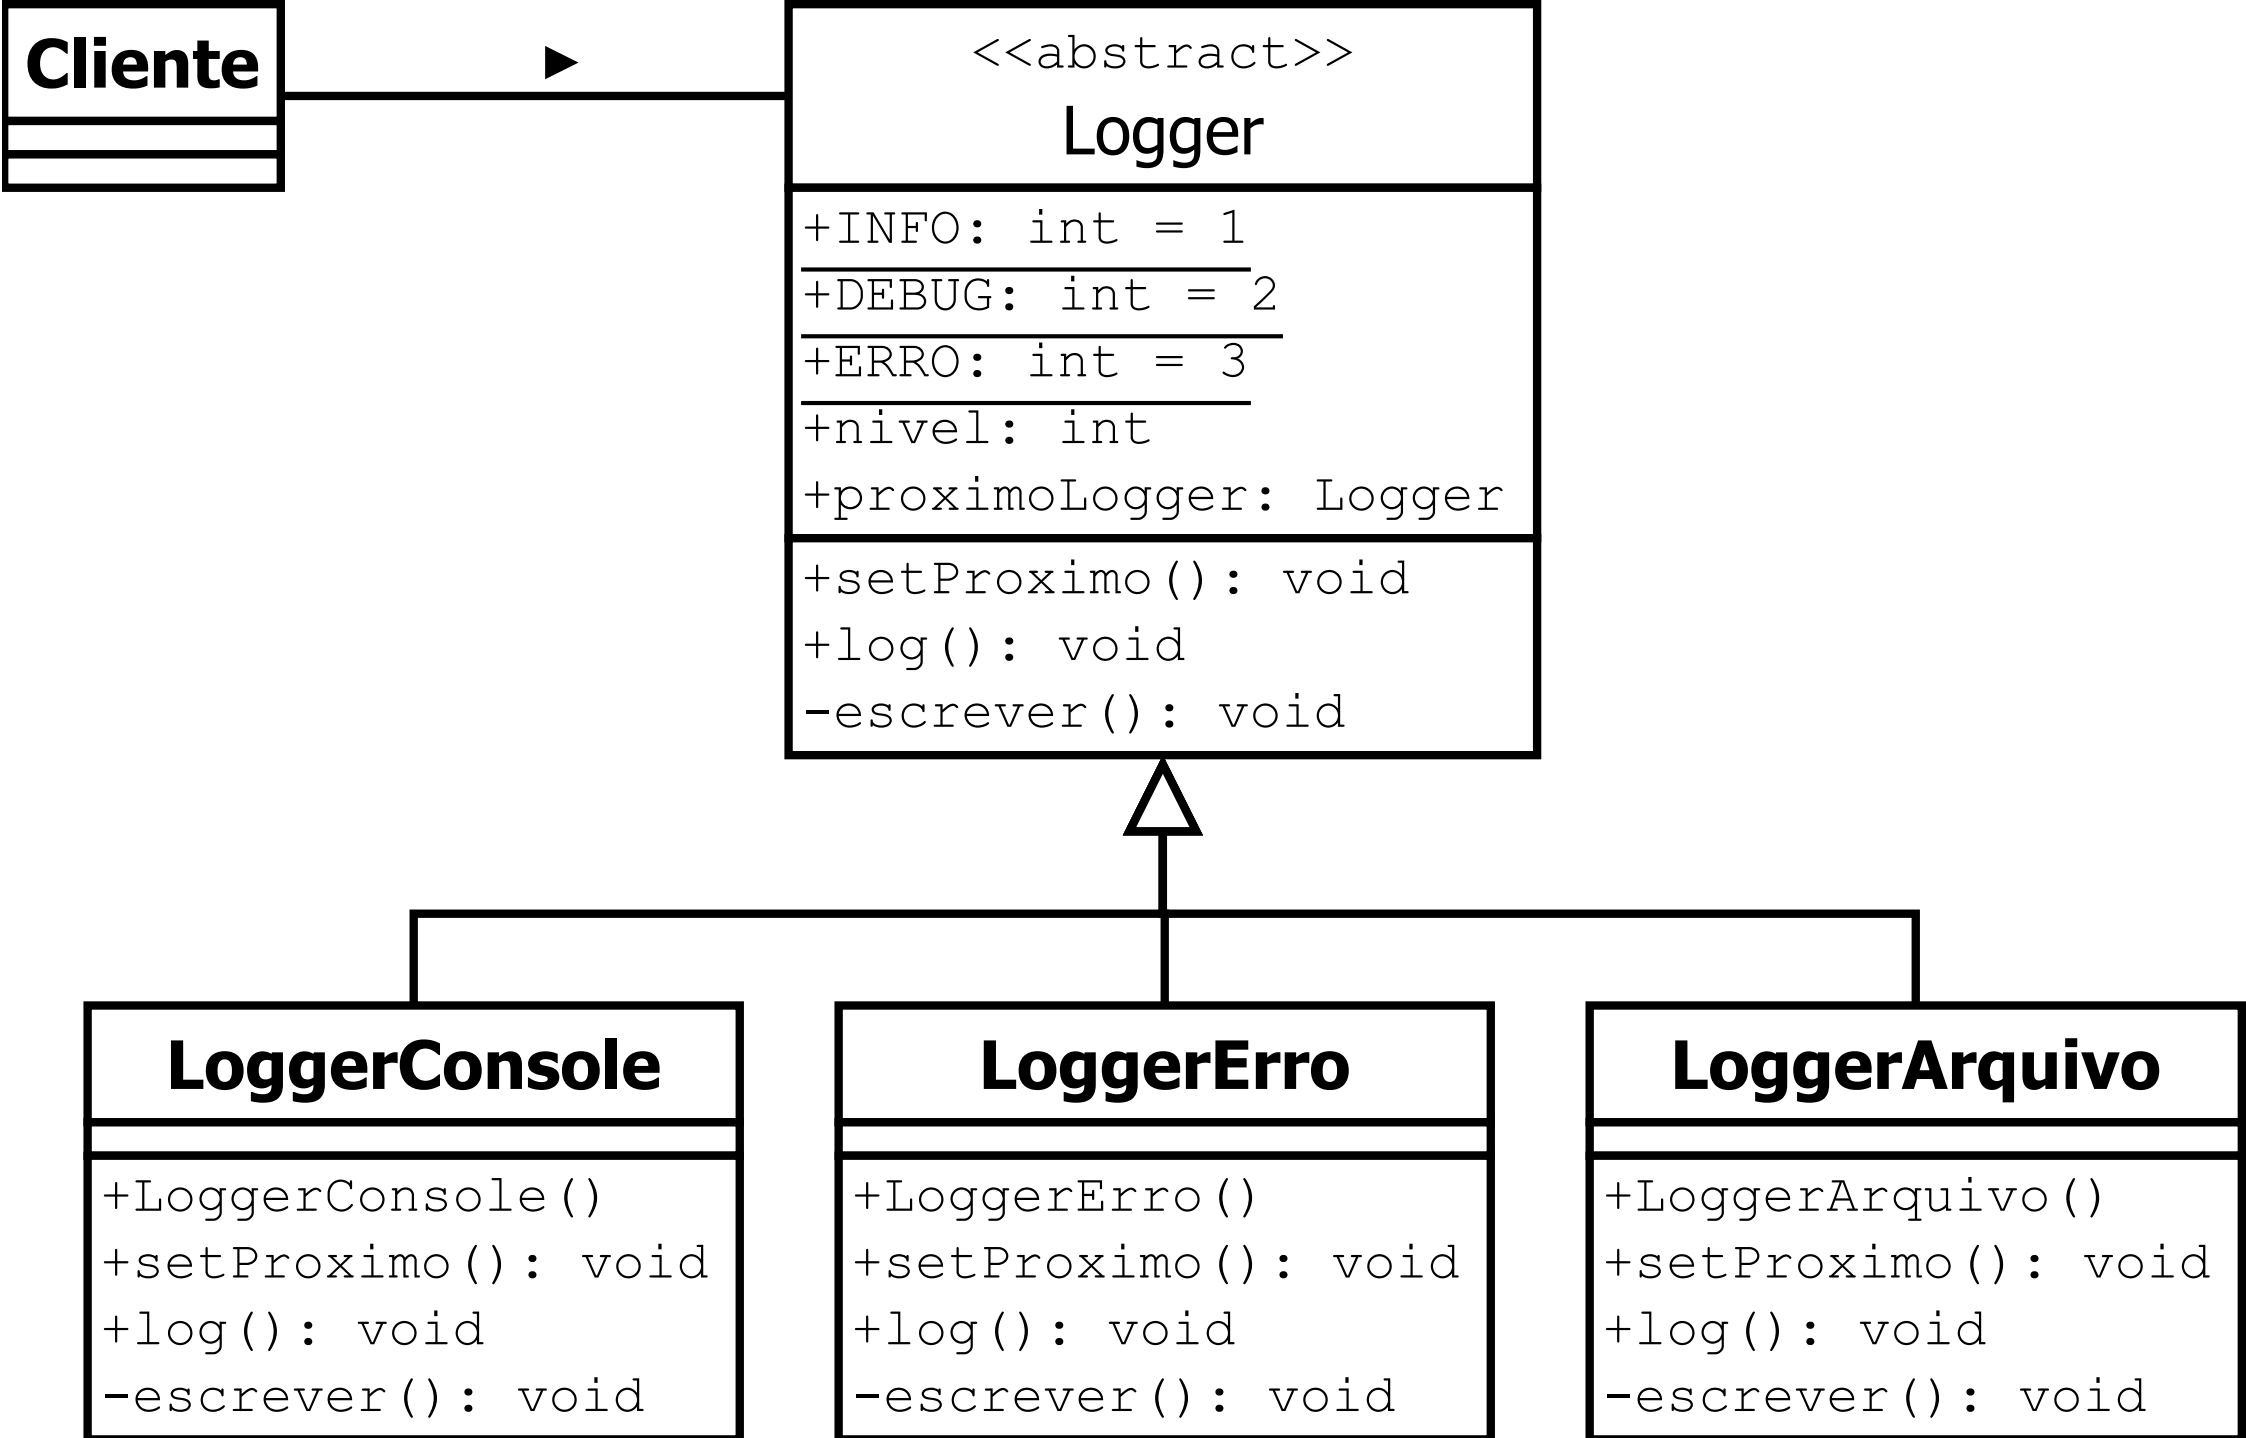 Cliente
<<abstract>>
Logger
+INFO: int = 1
+DEBUG: int = 2
+ERRO: int = 3
+nivel: int
+proximoLogger: Logger
+setProximo(): void
+log(): void
-escrever(): void
LoggerConsole
+LoggerConsole()
+setProximo(): void
+log(): void
-escrever(): void
LoggerErro
+LoggerErro()
+setProximo(): void
+log(): void
-escrever(): void
LoggerArquivo
+LoggerArquivo()
+setProximo(): void
+log(): void
-escrever(): void